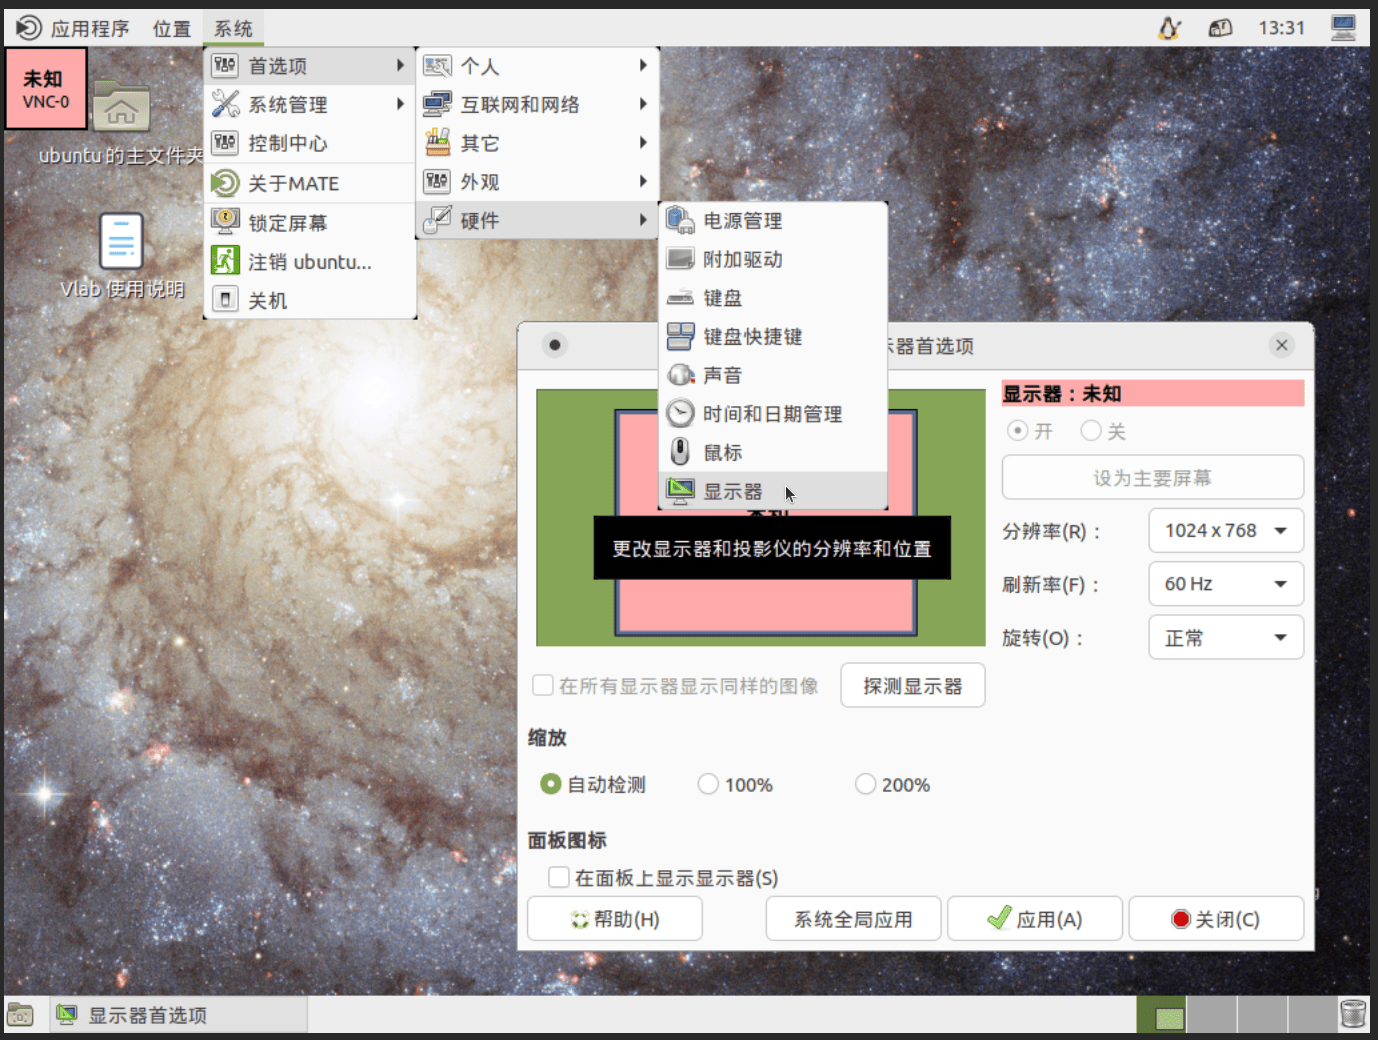 应用程序 位置 系统
13:31
未知
VNC-0
ubuntu 的主文件夹
Vlab 使用说明
首选项
系统管理
控制中心
关于MATE
锁定屏幕
注销 ubuntu...
关机
个人
互联网和网络
其它
外观
硬件
电源管理
附加驱动
键盘
键盘快捷键
声音
时间和日期管理
鼠标
显示器
更改显示器和投影仪的分辨率和位置
示器首选项
显示器：未知
开 关
设为主要屏幕
分辨率(R)： 1024 x 768
刷新率(F)： 60 Hz
旋转(O)： 正常
在所有显示器显示同样的图像 探测显示器
缩放
自动检测 100% 200%
面板图标
在面板上显示显示器(S)
帮助(H) 系统全局应用 应用(A) 关闭(C)
显示器首选项